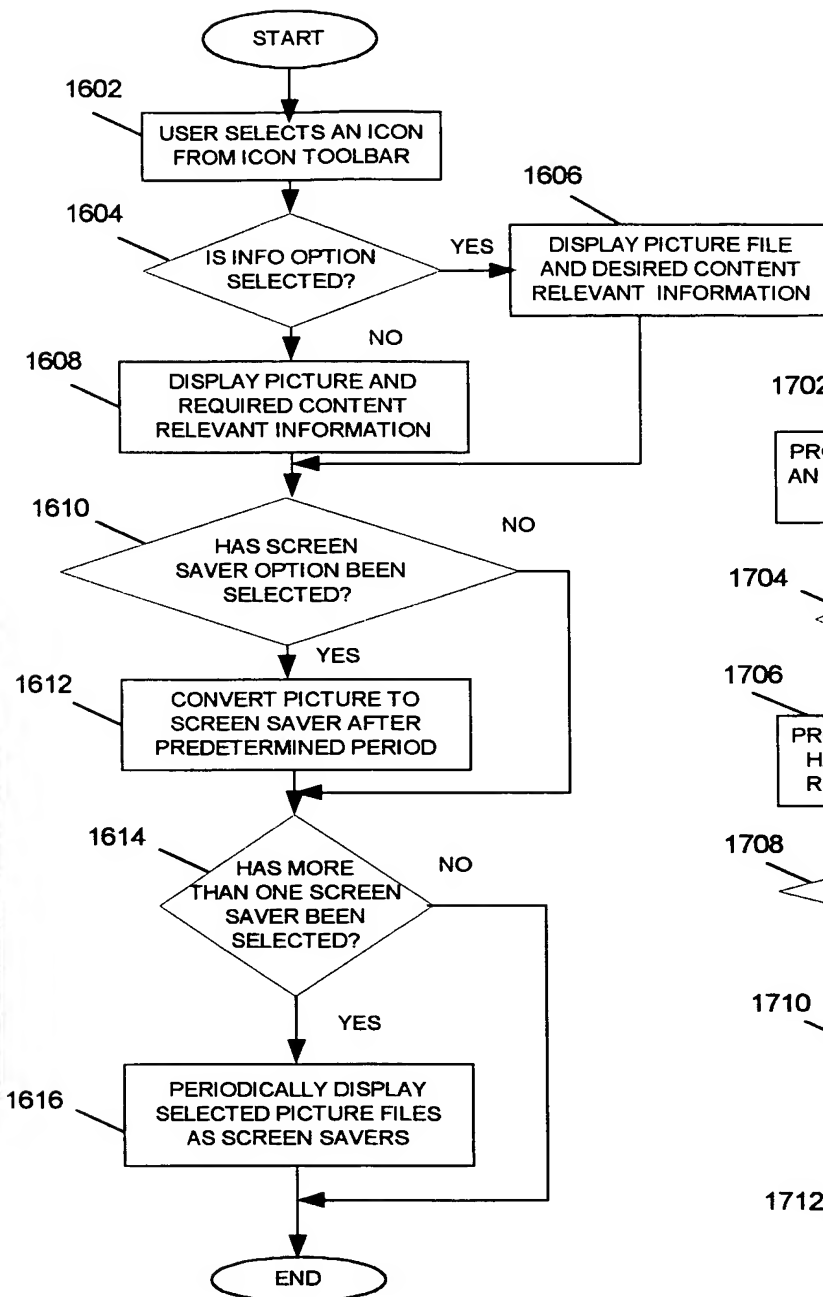 START
1602
USER SELECTS AN ICON
FROM ICON TOOLBAR
1604
IS INFO OPTION
SELECTED?
YES
1606
DISPLAY PICTURE FILE
AND DESIRED CONTENT
RELEVANT INFORMATION
NO
1608
DISPLAY PICTURE AND
REQUIRED CONTENT
RELEVANT INFORMATION
1610
HAS SCREEN
SAVER OPTION BEEN
SELECTED?
NO
YES
1612
CONVERT PICTURE TO
SCREEN SAVER AFTER
PREDETERMINED PERIOD
1614
HAS MORE
THAN ONE SCREEN
SAVER BEEN
SELECTED?
NO
YES
1616
PERIODICALLY DISPLAY
SELECTED PICTURE FILES
AS SCREEN SAVERS
END
1702
AN
1704
1706
1708
1710
1712